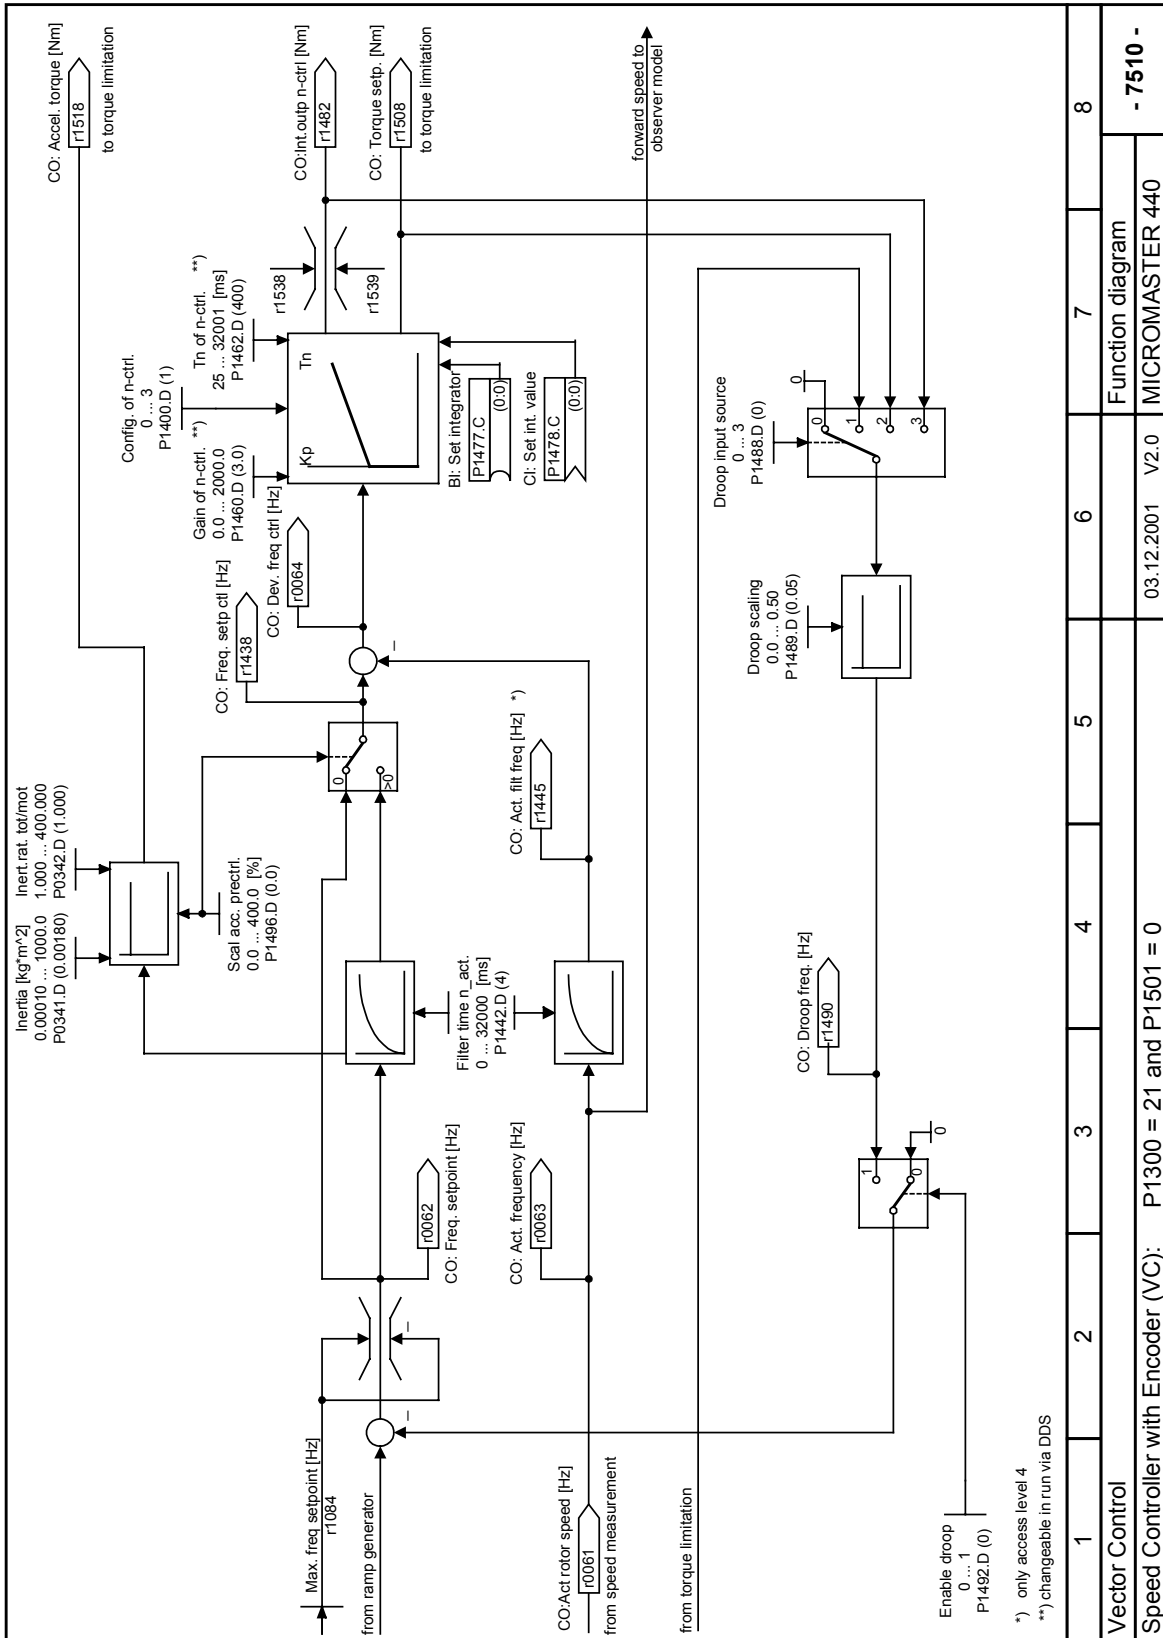 Inertia [kg*m^2]
0.00010 ... 1000.0
P0341.D (0.00180)
Inert.rat. tot/mot
1.000 ... 400.000
P0342.D (1.000)
CO: Accel. torque [Nm]
r1518
to torque limitation
Scal acc. prectrl.
0.0 ... 400.0 [%]
P1496.D (0.0)
CO: Freq. setp ctl [Hz]
r1438
CO: Dev. freq ctrl [Hz]
r0064
Config. of n-ctrl.
0 ... 3
P1400.D (1)
Gain of n-ctrl. **)
0.0 ... 2000.0
P1460.D (3.0)
Tn of n-ctrl. **)
25 ... 32001 [ms]
P1462.D (400)
Kp
Tn
r1538
r1539
CO:Int.outp n-ctrl [Nm]
r1482
CO: Torque setp. [Nm]
r1508
to torque limitation
BI: Set integrator
P1477.C
(0:0)
CI: Set int. value
P1478.C
(0:0)
Max. freq setpoint [Hz]
r1084
from ramp generator
–
–
r0062
CO: Freq. setpoint [Hz]
Filter time n_act.
0 ... 32000 [ms]
P1442.D (4)
0
>0
–
CO: Act. frequency [Hz]
r0063
CO: Act. filt freq [Hz] *)
r1445
CO:Act rotor speed [Hz]
r0061
from speed measurement
forward speed to
observer model
from torque limitation
Droop input source
0 ... 3
P1488.D (0)
0
0
1
2
3
Droop scaling
0.0 ... 0.50
P1489.D (0.05)
CO: Droop freq. [Hz]
r1490
1
0
0
Enable droop
0 ... 1
P1492.D (0)
*) only access level 4
**) changeable in run via DDS
1 2 3 4 5 6 7 8
Vector Control
Function diagram
- 7510 -
Speed Controller with Encoder (VC): P1300 = 21 and P1501 = 0
03.12.2001 V2.0
MICROMASTER 440